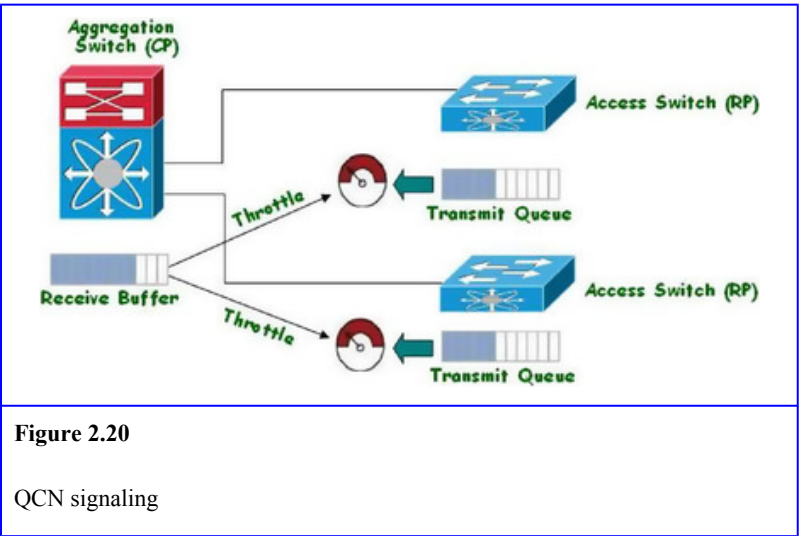 Aggregation
Switch (CP)
Access Switch (RP)
Throttle
Transmit Queue
Receive Buffer
Access Switch (RP)
Throttle
Transmit Queue
Figure 2.20
QCN signaling